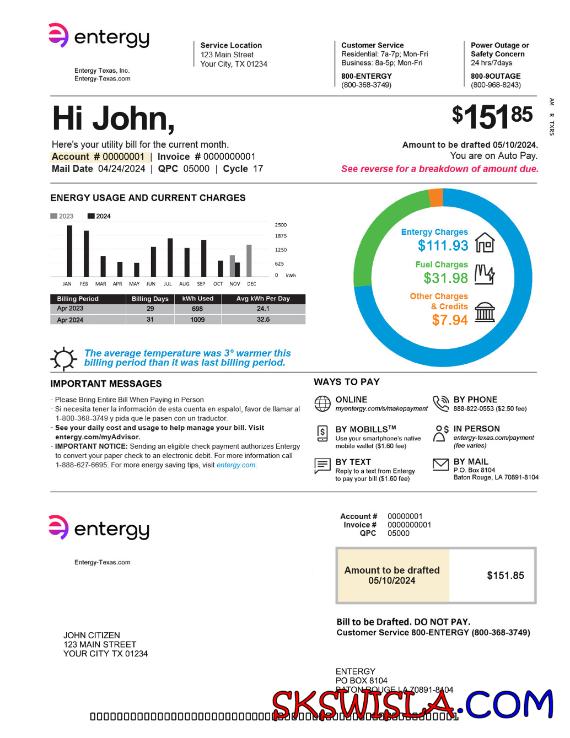 entergy
Entergy Texas, Inc.
Entergy-Texas.com
Service Location
123 Main Street
Your City, TX 01234
Customer Service
Residential: 7a-7p; Mon-Fri
Business: 8a-5p; Mon-Fri
800-ENTERGY
(800-368-3749)
Power Outage or
Safety Concern
24 hrs/7days
800-9OUTAGE
(800-968-8243)
AM R TXRS
Hi John,
$151 85
Here's your utility bill for the current month.
Account # 00000001 | Invoice # 0000000001
Mail Date 04/24/2024 | QPC 05000 | Cycle 17
Amount to be drafted 05/10/2024.
You are on Auto Pay.
See reverse for a breakdown of amount due.
ENERGY USAGE AND CURRENT CHARGES
2023 2024
2500
1875
1250
625
0 kWh
JAN FEB MAR APR MAY JUN JUL AUG SEP OCT NOV DEC
Billing Period Billing Days kWh Used Avg kWh Per Day
Apr 2023 29 698 24.1
Apr 2024 31 1009 32.5
Entergy Charges
$111.93
Fuel Charges
$31.98
Other Charges
& Credits
$7.94
The average temperature was 3° warmer this
billing period than it was last billing period.
IMPORTANT MESSAGES
· Please Bring Entire Bill When Paying in Person
· Si necesita tener la información de esta cuenta en espanol, favor de llamar al
1-800-368-3749 y pida que le pasen con un traductor.
· See your daily cost and usage to help manage your bill. Visit
entergy.com/myAdvisor.
· IMPORTANT NOTICE: Sending an eligible check payment authorizes Entergy
to convert your paper check to an electronic debit. For more information call
1-888-627-6695. For more energy saving tips, visit entergy.com.
WAYS TO PAY
ONLINE
myentergy.com/s/makepayment
BY PHONE
888-822-0553 ($2.50 fee)
BY MOBILLS™
Use your smartphone's native
mobile wallet ($1.60 fee)
IN PERSON
entergy-texas.com/payment
(fee varies)
BY TEXT
Reply to a text from Entergy
to pay your bill ($1.60 fee)
BY MAIL
P.O. Box 8104
Baton Rouge, LA 70891-8104
entergy
Entergy-Texas.com
Account # 00000001
Invoice # 0000000001
QPC 05000
Amount to be drafted
05/10/2024
$151.85
Bill to be Drafted. DO NOT PAY.
Customer Service 800-ENTERGY (800-368-3749)
JOHN CITIZEN
123 MAIN STREET
YOUR CITY TX 01234
ENTERGY
PO BOX 8104
BATON ROUGE LA 70891-8104
SKSWISLA.COM